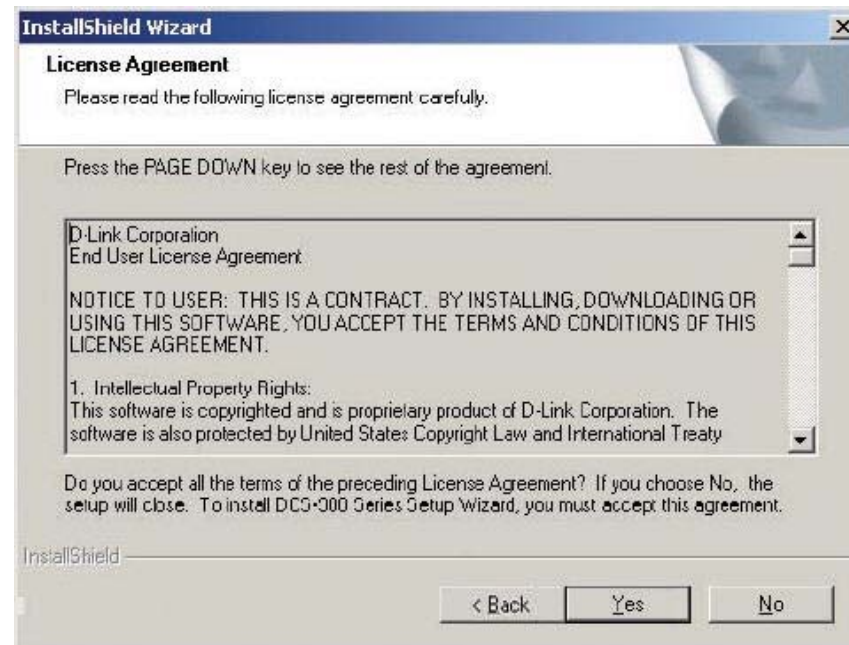 InstallShield Wizard
License Agreement
Please read the following license agreement carefully.
Press the PAGE DOWN key to see the rest of the agreement.
D-Link Corporation
End User License Agreement
NOTICE TO USER: THIS IS A CONTRACT. BY INSTALLING, DOWNLOADING OR
USING THIS SOFTWARE, YOU ACCEPT THE TERMS AND CONDITIONS OF THIS
LICENSE AGREEMENT.
1. Intellectual Property Rights:
This software is copyrighted and is proprietary product of D-Link Corporation. The
software is also protected by United States Copyright Law and International Treaty
Do you accept all the terms of the preceding License Agreement? If you choose No, the
setup will close. To install Series Setup Wizard, you must accept this agreement.
InstallShield
< Back
Yes
No